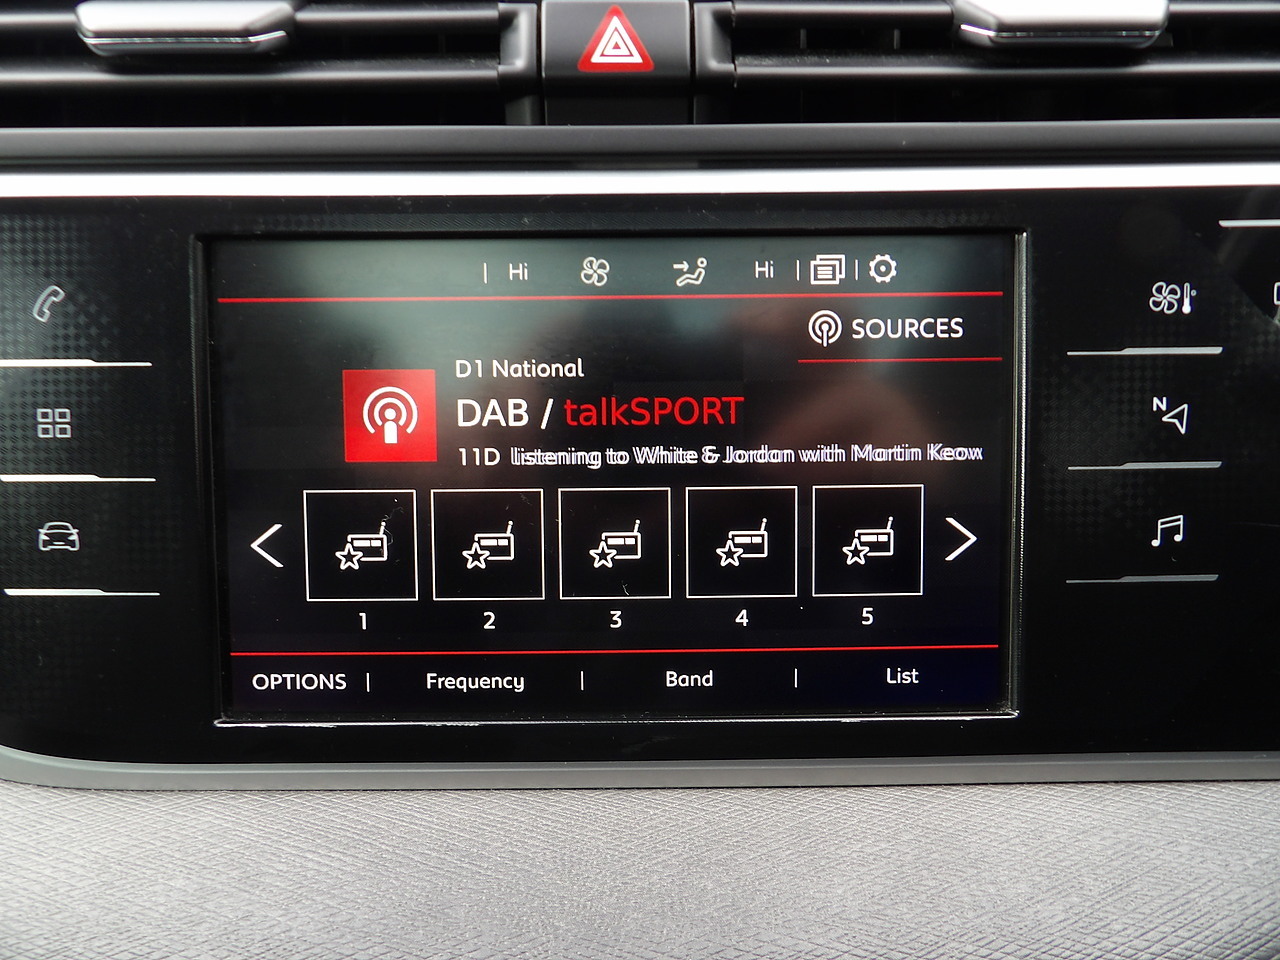 Hi Hi
SOURCES
D1 National
DAB / talkSPORT
11D listening to White & Jordan with Martin Keow
1 2 3 4 5
OPTIONS | Frequency | Band | List
N